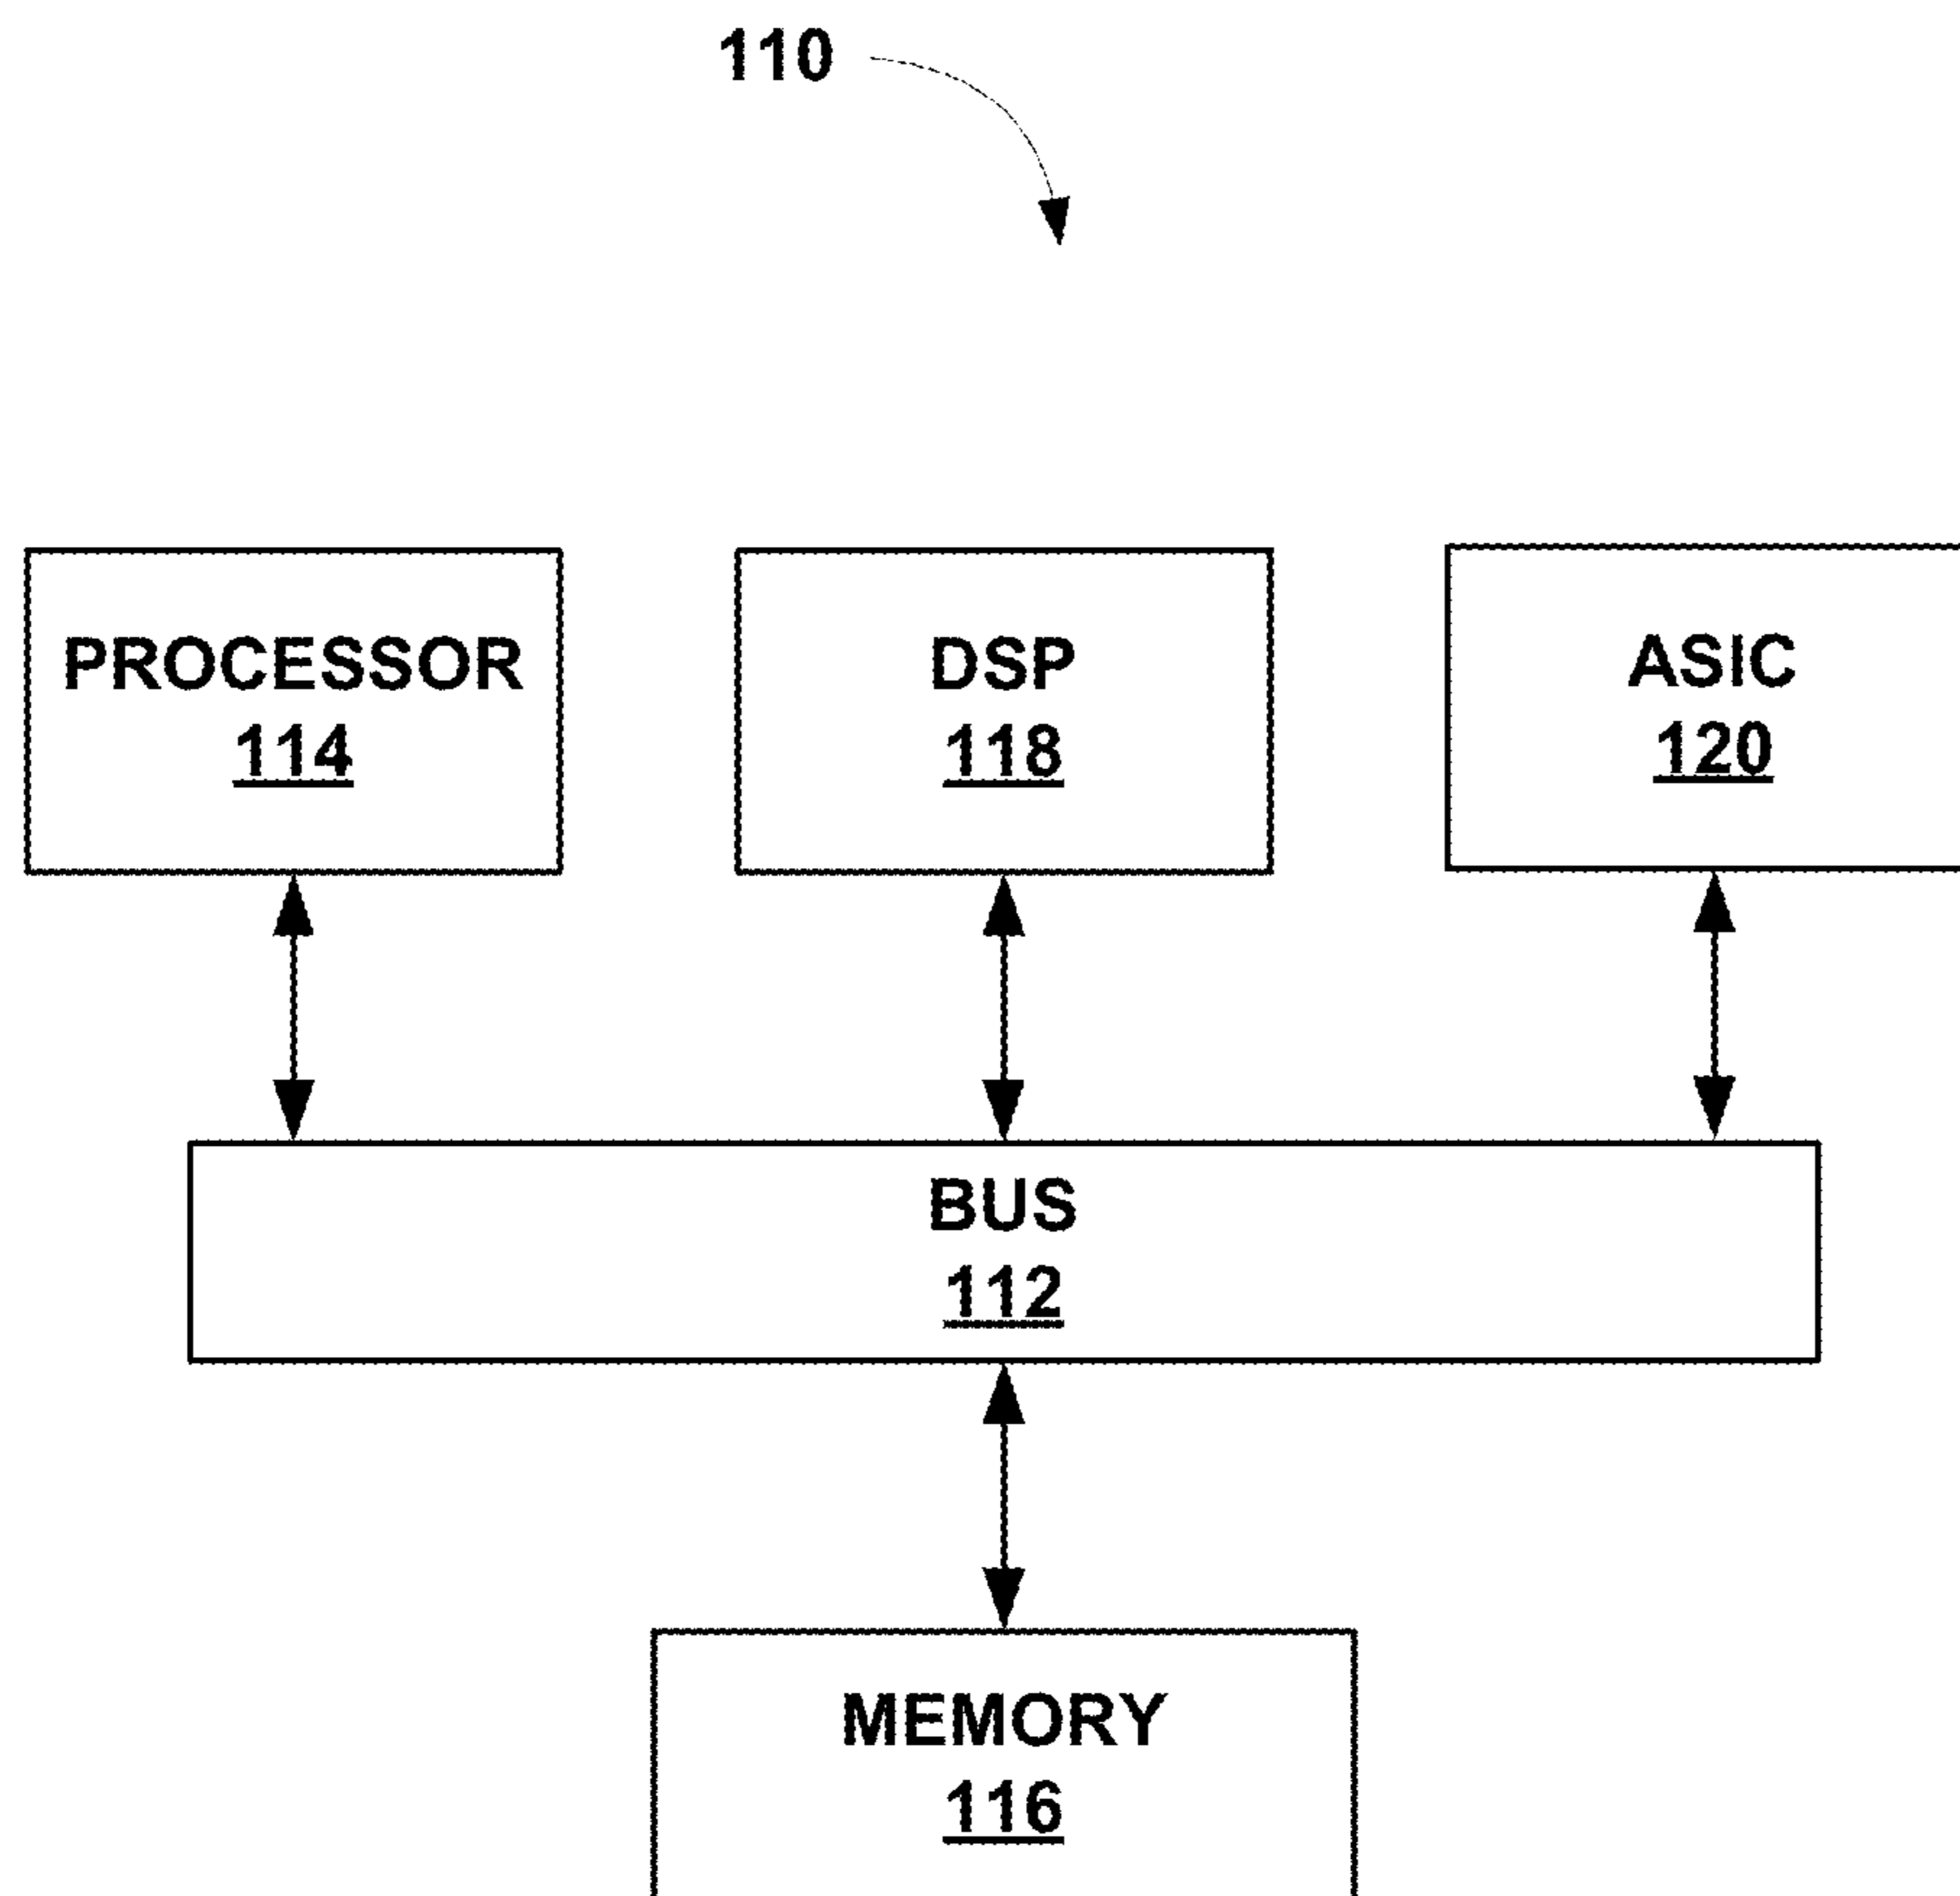 110
PROCESSOR
114
DSP
118
ASIC
120
BUS
112
MEMORY
116